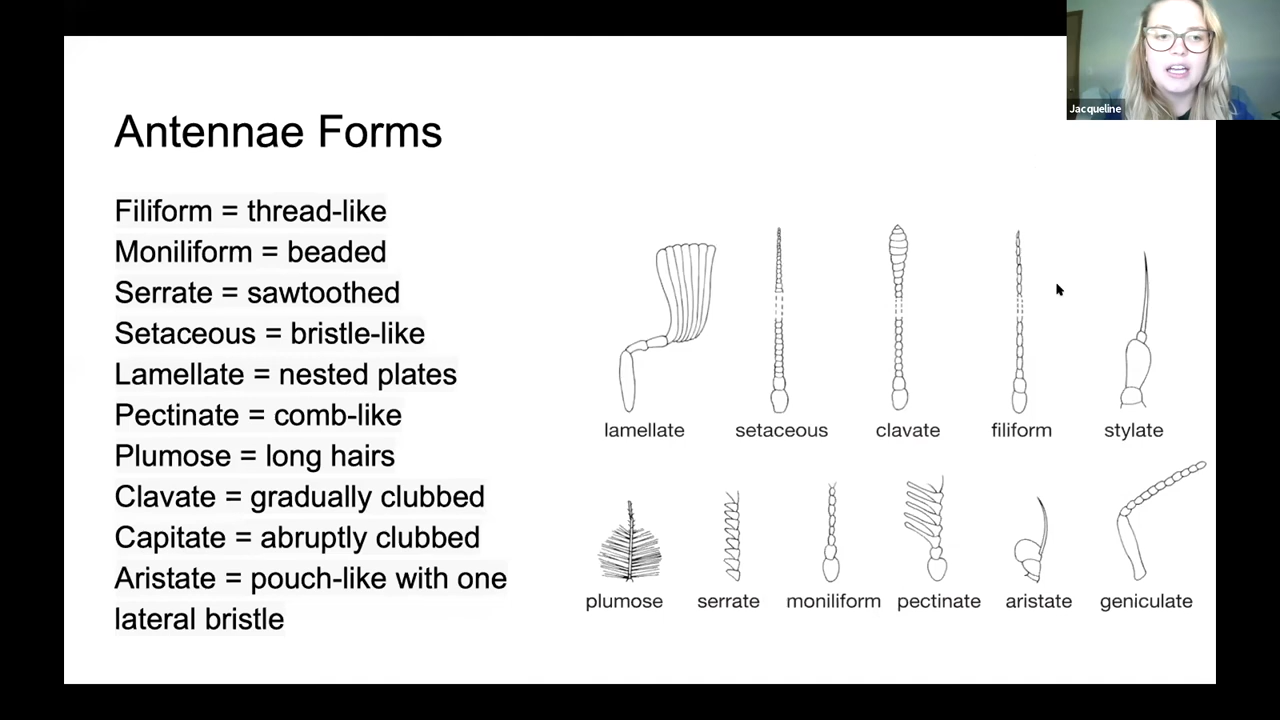 Jacqueline
Antennae Forms
Filiform = thread-like
Moniliform = beaded
Serrate = sawtoothed
Setaceous = bristle-like
Lamellate = nested plates
Pectinate = comb-like
Plumose = long hairs
Clavate = gradually clubbed
Capitate = abruptly clubbed
Aristate = pouch-like with one
lateral bristle
lamellate setaceous clavate filiform stylate
plumose serrate moniliform pectinate aristate geniculate